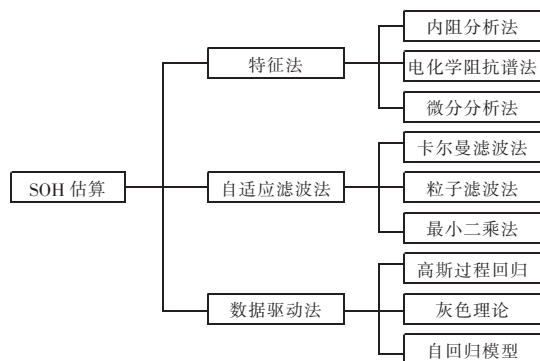 SOH 估算
特征法
内阻分析法
电化学阻抗谱法
微分分析法
自适应滤波法
卡尔曼滤波法
粒子滤波法
最小二乘法
数据驱动法
高斯过程回归
灰色理论
自回归模型